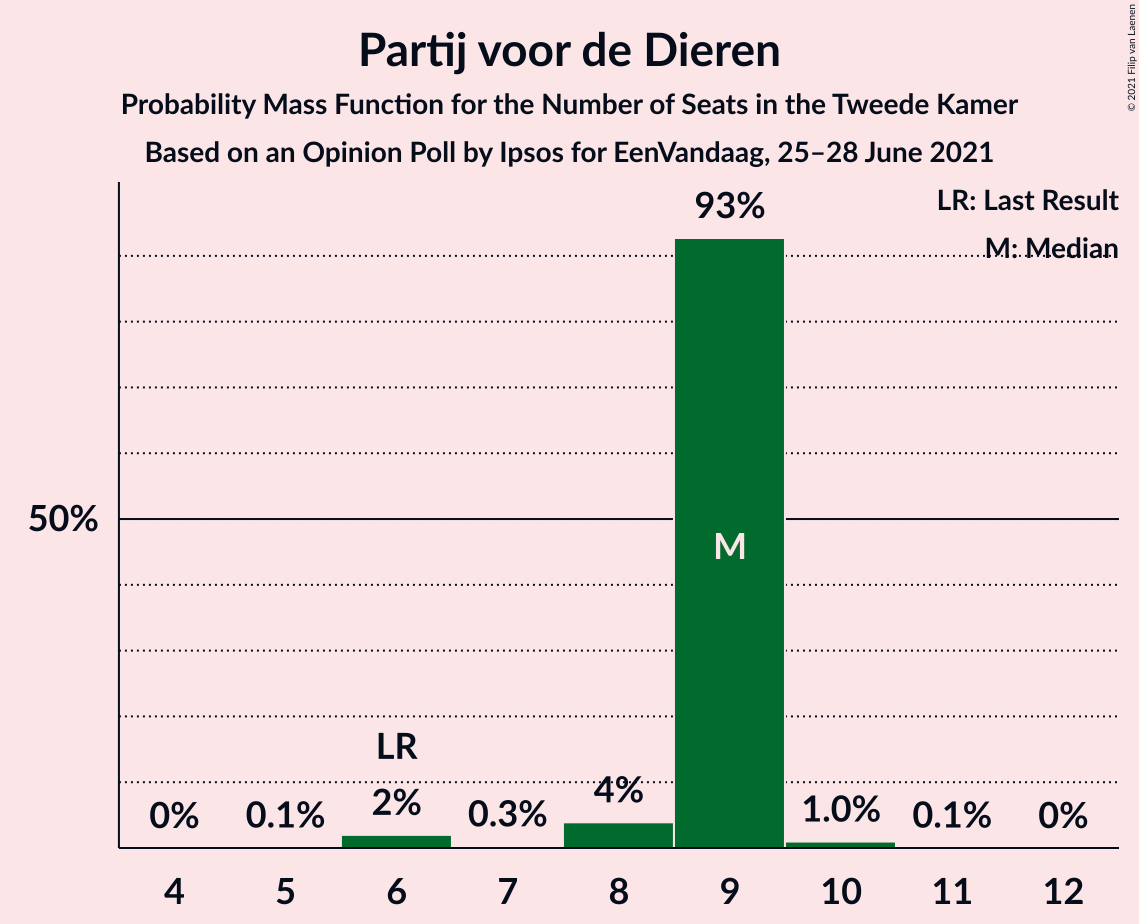 Partij voor de Dieren
Probability Mass Function for the Number of Seats in the Tweede Kamer
Based on an Opinion Poll by Ipsos for EenVandaag, 25–28 June 2021
© 2021 Filip van Laenen
LR: Last Result
M: Median
93%
50%
M
LR
0% 0.1% 2% 0.3% 4% 1.0% 0.1% 0%
4 5 6 7 8 9 10 11 12